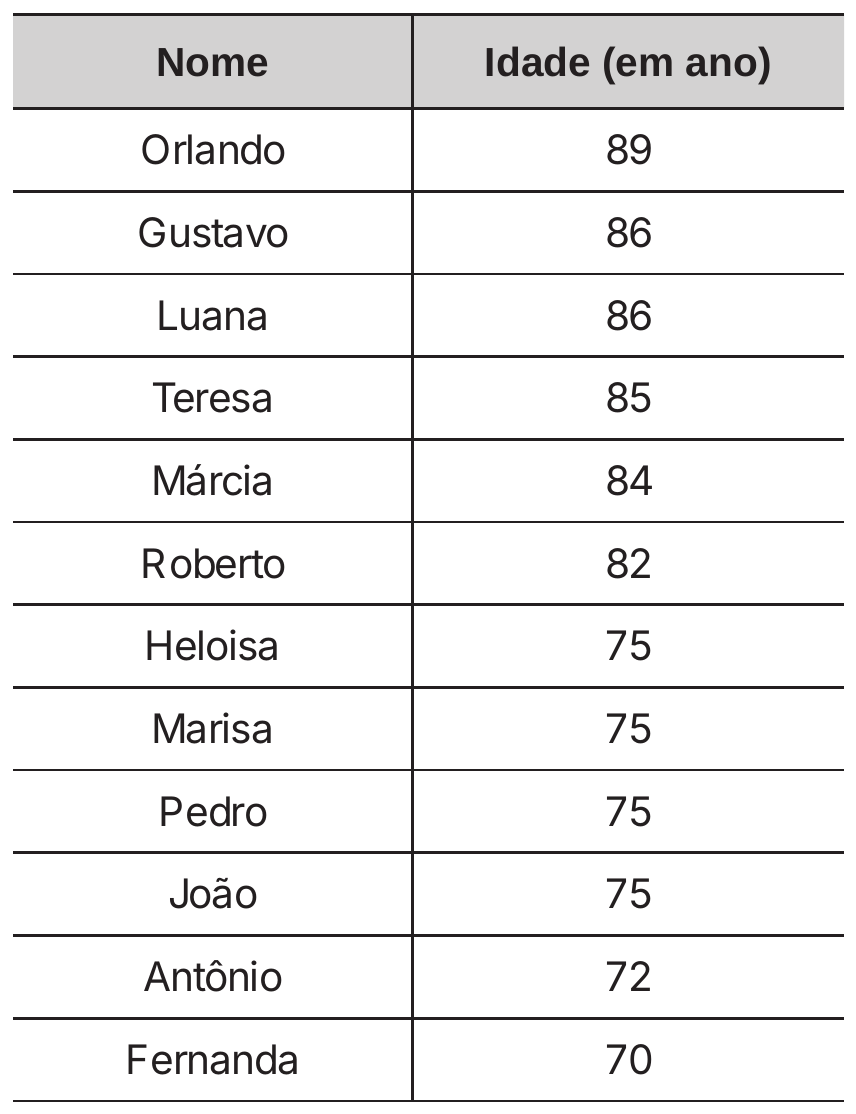 Nome Idade (em ano)
Orlando 89
Gustavo 86
Luana 86
Teresa 85
Márcia 84
Roberto 82
Heloisa 75
Marisa 75
Pedro 75
João 75
Antônio 72
Fernanda 70